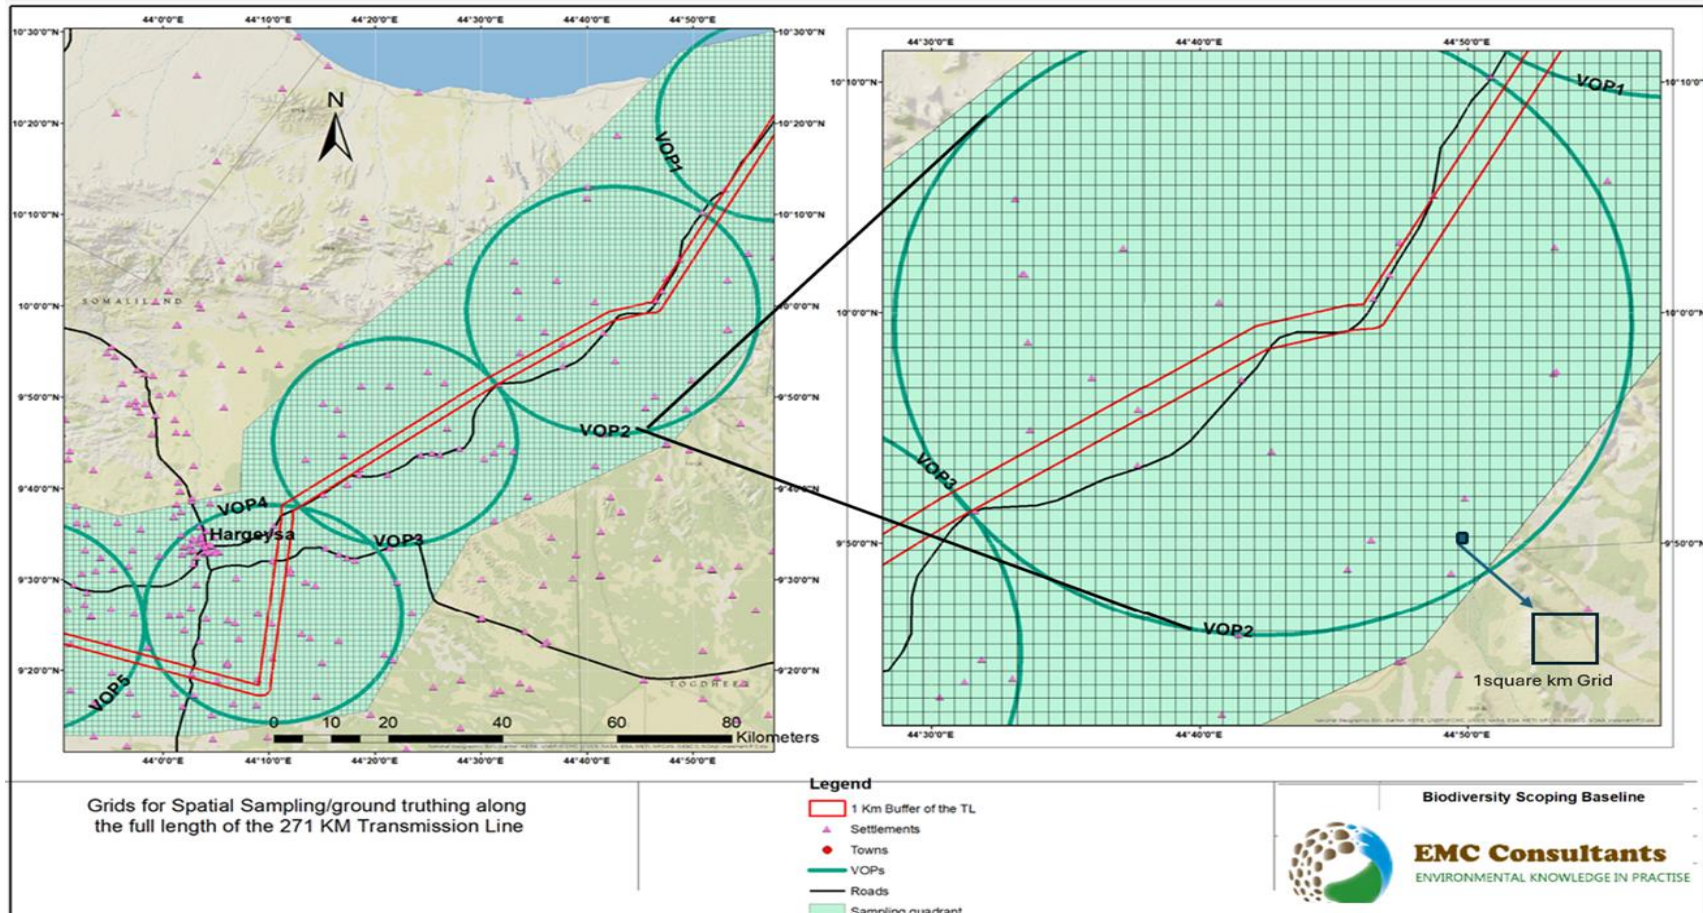 44°0'0"E 44°10'0"E 44°20'0"E 44°30'0"E 44°40'0"E 44°50'0"E
10°30'0"N 10°30'0"N
N
10°20'0"N 10°20'0"N
VOP1
10°10'0"N 10°10'0"N
SOMALILAND
10°0'0"N 10°0'0"N
9°50'0"N 9°50'0"N
VOP2
9°40'0"N 9°40'0"N
VOP4
Hargeysa
VOP3
9°30'0"N 9°30'0"N
9°20'0"N 9°20'0"N
VOP5
TOGDHEER
0 10 20 40 60 80
Kilometers
44°0'0"E 44°10'0"E 44°20'0"E 44°30'0"E 44°40'0"E 44°50'0"E
44°30'0"E 44°40'0"E 44°50'0"E
10°10'0"N 10°10'0"N
VOP1
10°0'0"N 10°0'0"N
VOP3
9°50'0"N 9°50'0"N
VOP2
1square km Grid
44°30'0"E 44°40'0"E 44°50'0"E
Grids for Spatial Sampling/ground truthing along
the full length of the 271 KM Transmission Line
Legend
1 Km Buffer of the TL
Settlements
Towns
VOPs
Roads
Sampling quadrant
Biodiversity Scoping Baseline
EMC Consultants
ENVIRONMENTAL KNOWLEDGE IN PRACTISE